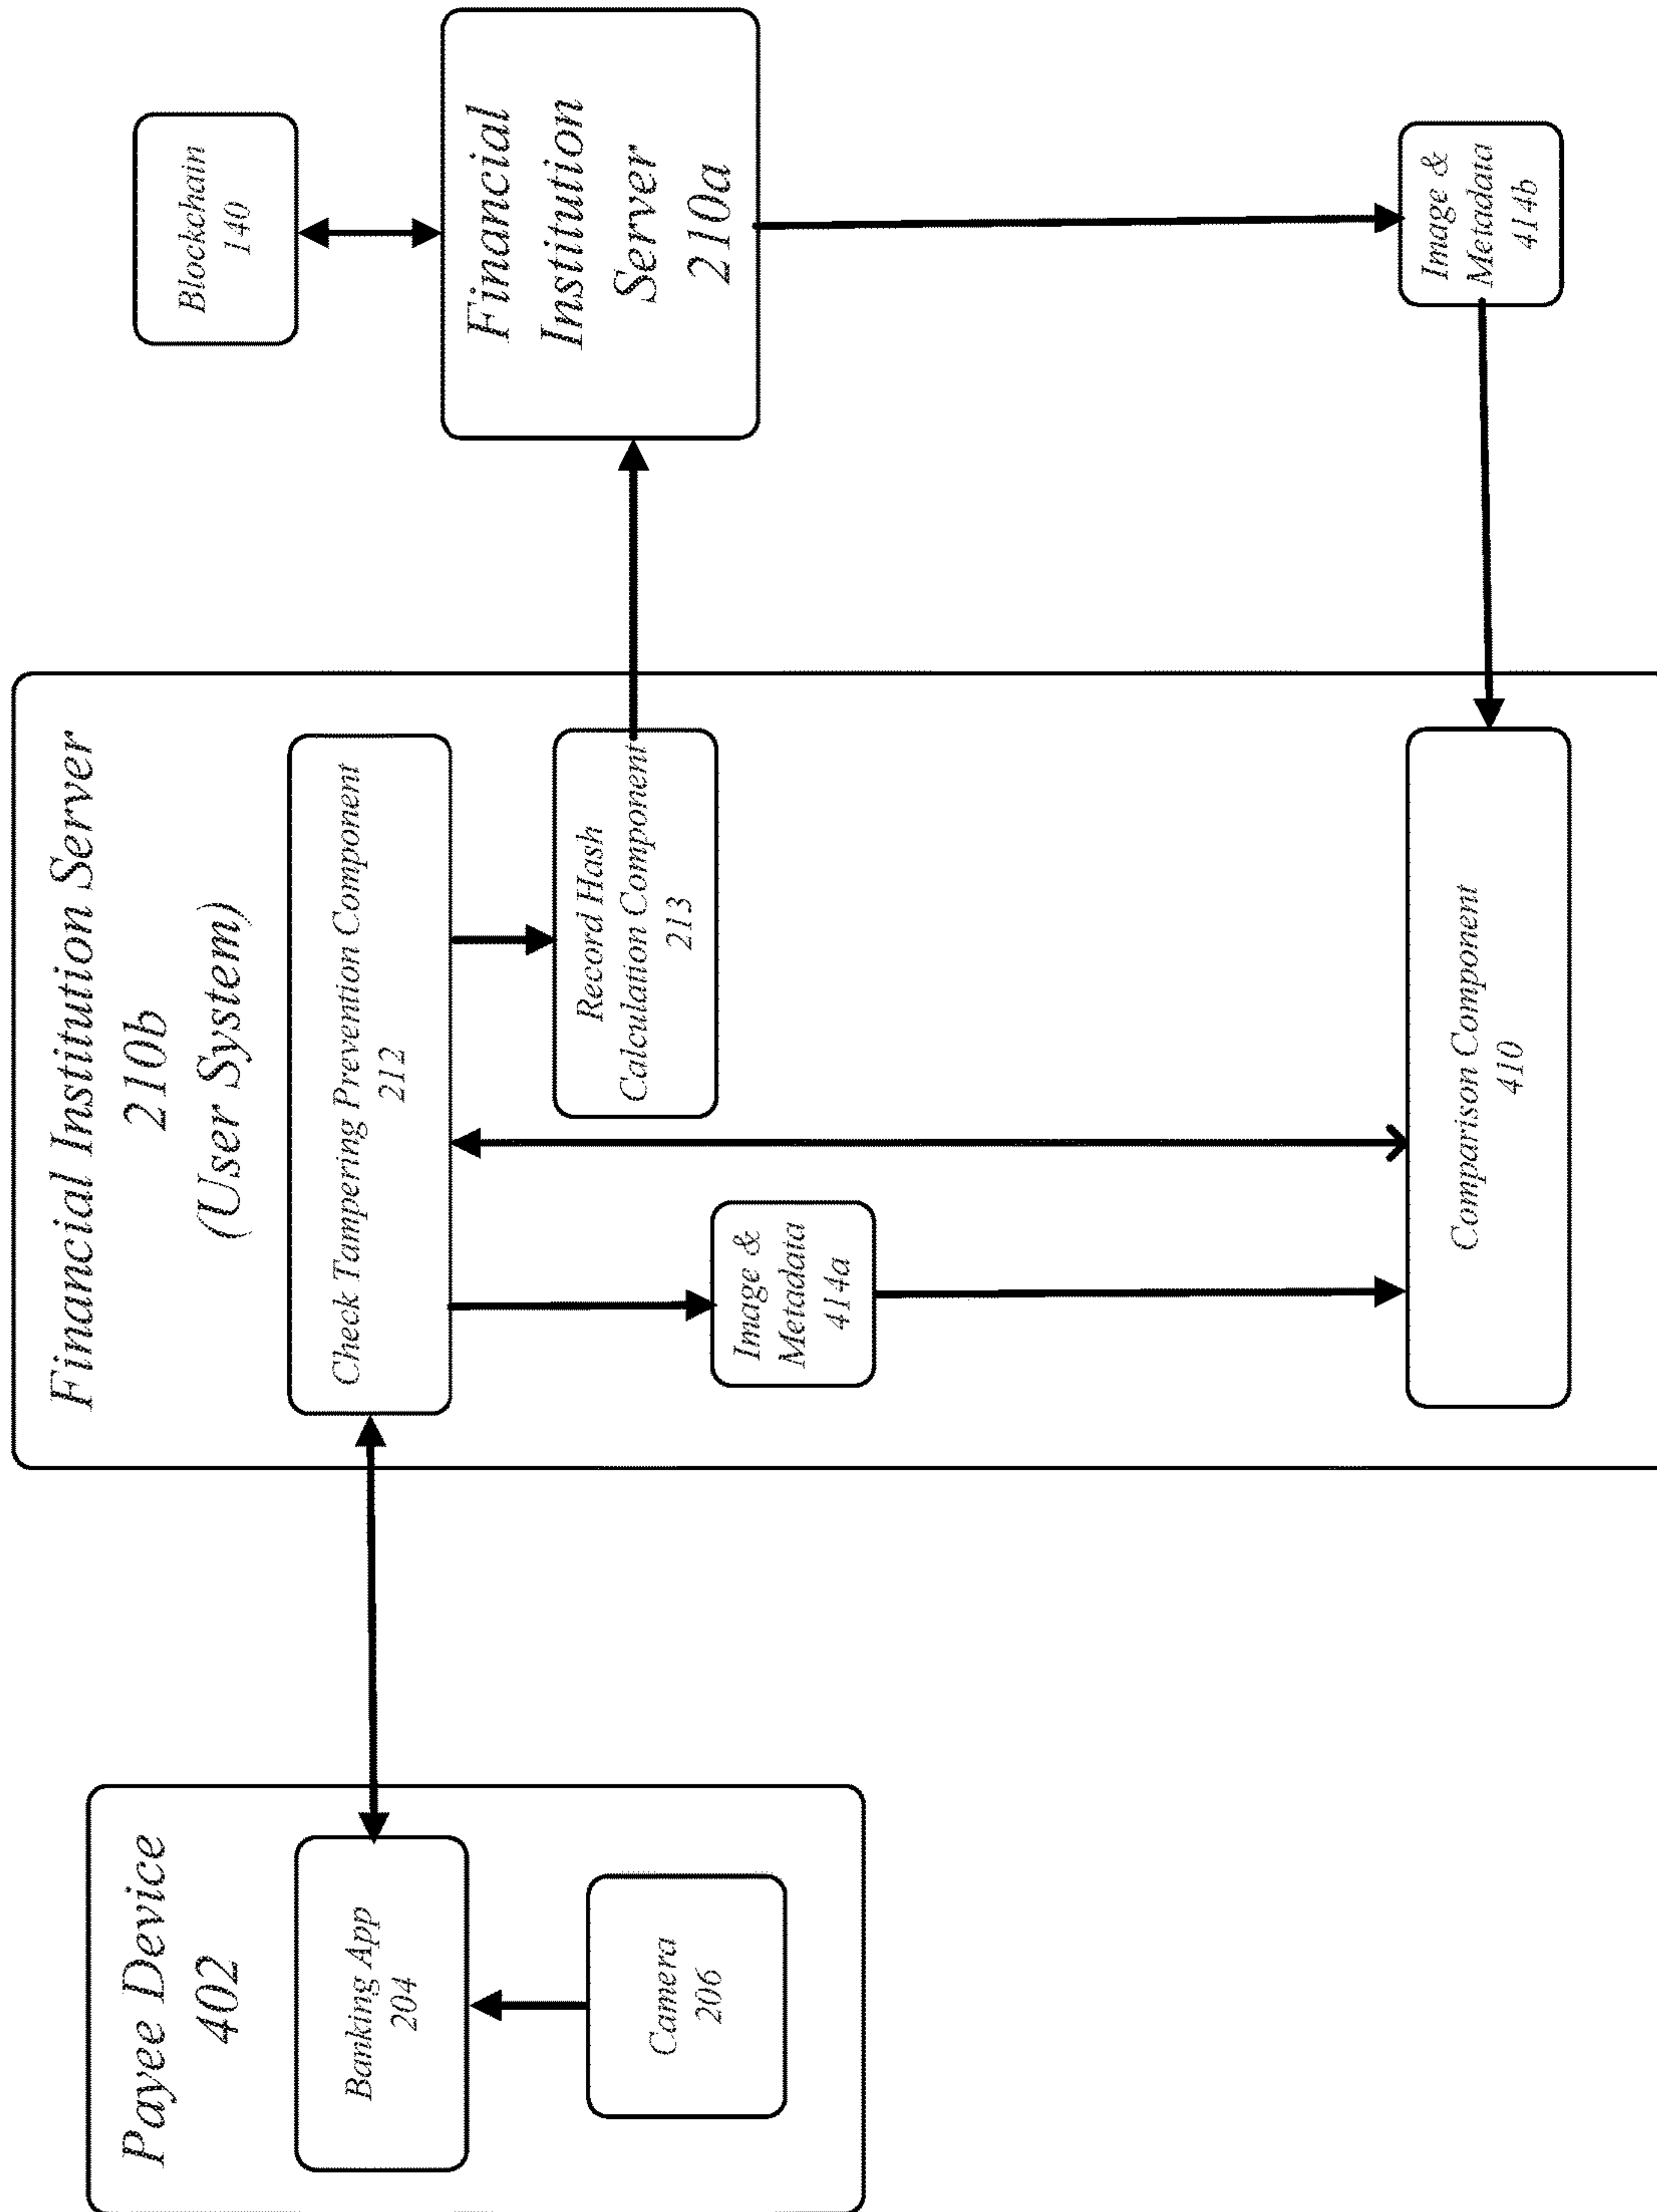 Payee Device
402
Banking App
204
Camera
206
Financial Institution Server
210b
(User System)
Check Tampering Prevention Component
212
Record Hash
Calculation Component
213
Image &
Metadata
414a
Comparison Component
410
Blockchain
140
Financial
Institution
Server
210a
Image &
Metadata
414b